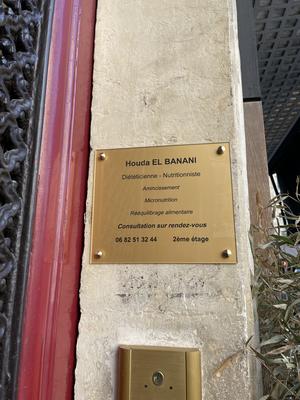 Houda EL BANANI
Diététicienne - Nutritionniste
Amincissement
Micronutrition
Rééquilibrage alimentaire
Consultation sur rendez-vous
06 82 51 32 44 2ème étage